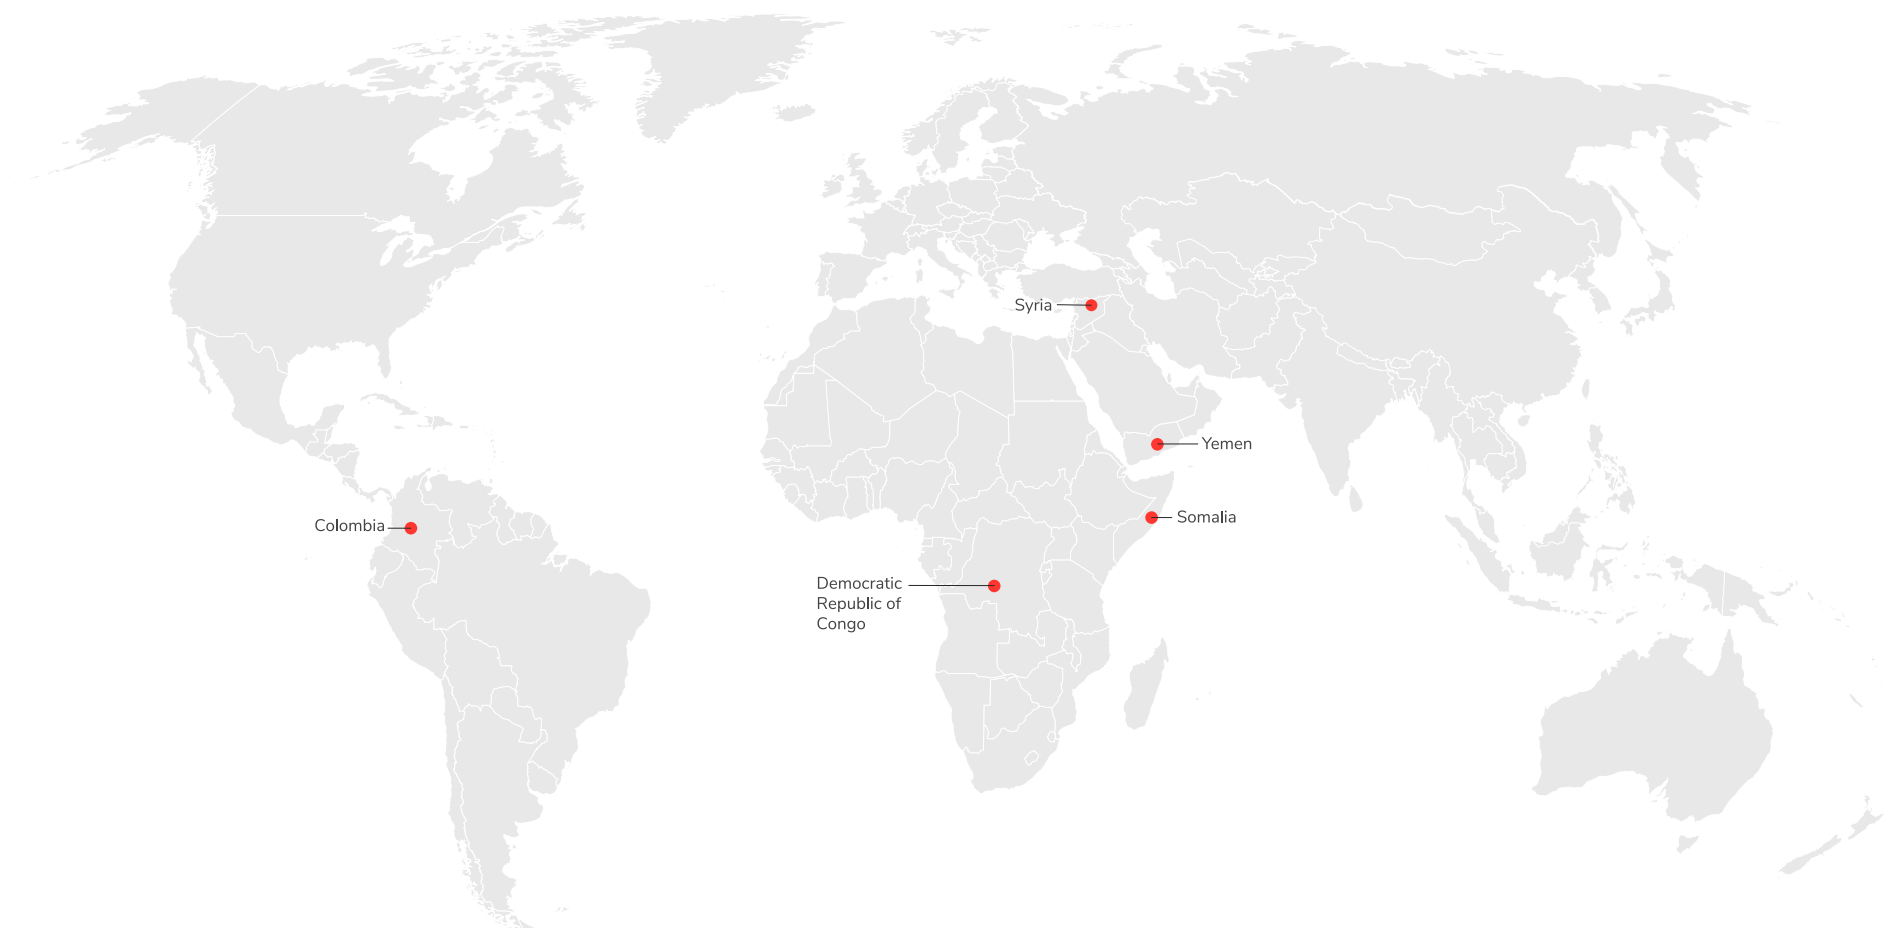 Syria
Yemen
Somalia
Colombia
Democratic
Republic of
Congo